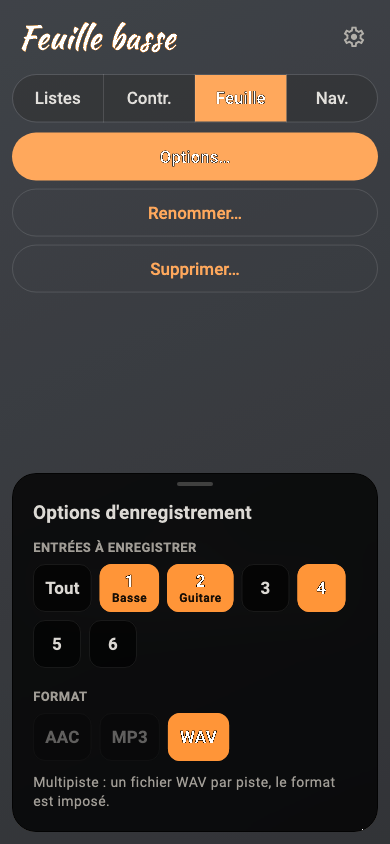 Feuille basse
Listes
Contr.
Feuille
Nav.
Options...
Renommer...
Supprimer...
Options d'enregistrement
ENTRÉES À ENREGISTRER
Tout
1
Basse
2
Guitare
3
4
5
6
FORMAT
AAC
MP3
WAV
Multipiste : un fichier WAV par piste, le format
est imposé.